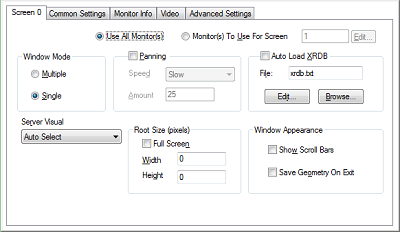 Screen 0 Common Settings Monitor Info Video Advanced Settings
Use All Monitor(s) Monitor(s) To Use For Screen 1 Edit...
Window Mode Panning Auto Load XRDB
Multiple Speed Slow File: xrdb.txt
Single Amount 25 Edit... Browse...
Server Visual
Auto Select
Root Size (pixels) Window Appearance
Full Screen Show Scroll Bars
Width 0
Height 0 Save Geometry On Exit